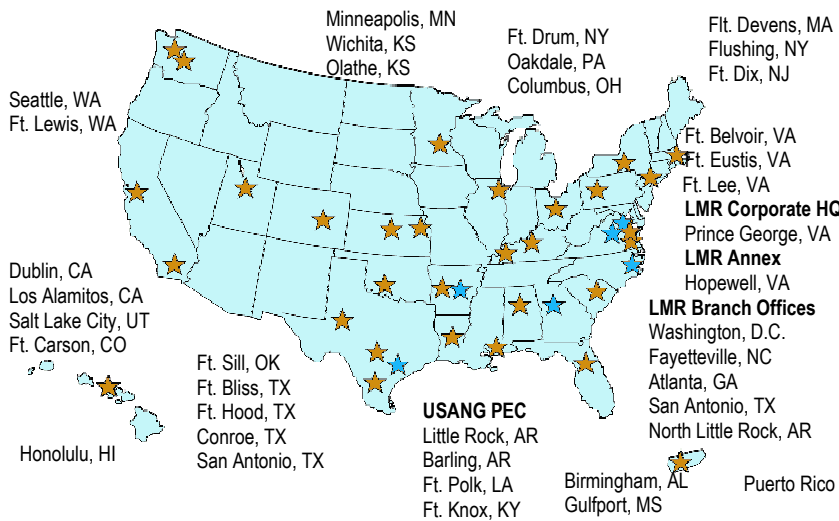 Minneapolis, MN
Wichita, KS
Olathe, KS
Ft. Drum, NY
Oakdale, PA
Columbus, OH
Flt. Devens, MA
Flushing, NY
Ft. Dix, NJ
Seattle, WA
Ft. Lewis, WA
Ft. Belvoir, VA
Ft. Eustis, VA
Ft. Lee, VA
LMR Corporate HQ
Prince George, VA
LMR Annex
Hopewell, VA
LMR Branch Offices
Washington, D.C.
Fayetteville, NC
Atlanta, GA
San Antonio, TX
North Little Rock, AR
Dublin, CA
Los Alamitos, CA
Salt Lake City, UT
Ft. Carson, CO
Honolulu, HI
Ft. Sill, OK
Ft. Bliss, TX
Ft. Hood, TX
Conroe, TX
San Antonio, TX
USANG PEC
Little Rock, AR
Barling, AR
Ft. Polk, LA
Ft. Knox, KY
Birmingham, AL
Gulfport, MS
Puerto Rico